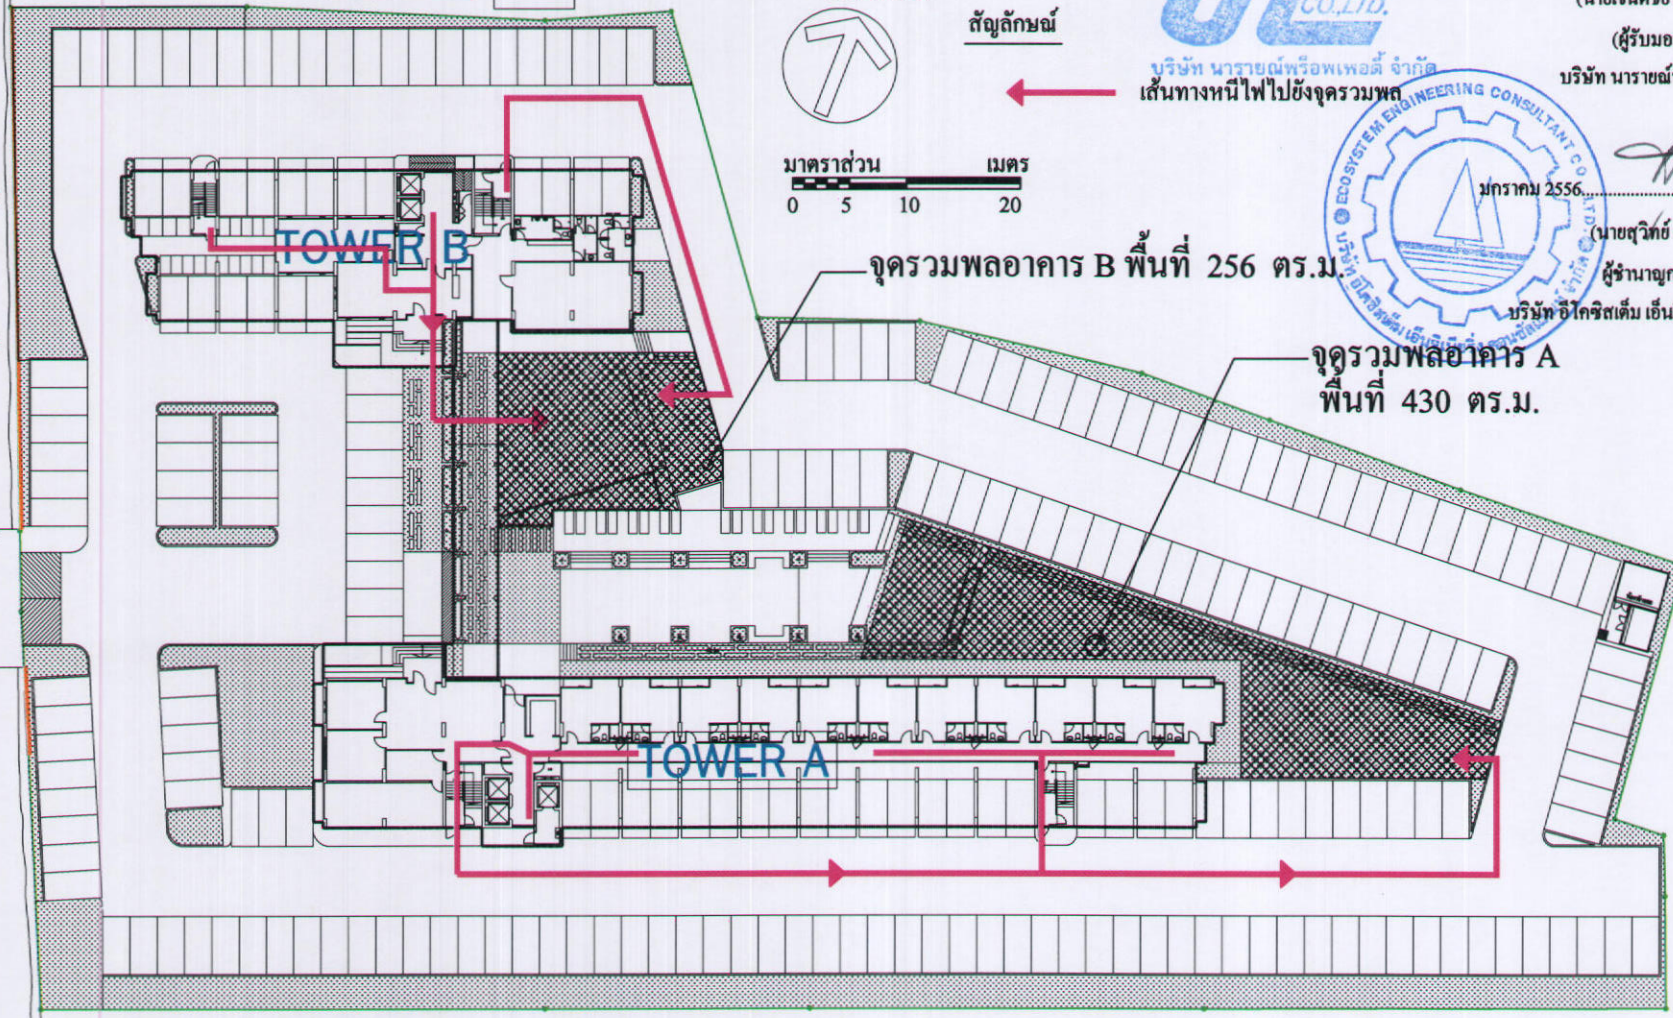 สัญลักษณ์
CO.,LTD.
บริษัท นารายณ์พร็อพเพอตี้ จำกัด
เส้นทางหนีไฟไปยังจุดรวมพล
(ผู้รับมอ
บริษัท นารายณ์
ECOSYSTEM ENGINEERING CONSULTANT CO.,LTD
มกราคม 2556
(นายสุวิทย์
ผู้ชำนาญก
บริษัท อีโคซิสเต็ม เอ็น
มาตราส่วน เมตร
0 5 10 20
จุดรวมพลอาคาร B พื้นที่ 256 ตร.ม.
จุดรวมพลอาคาร A
พื้นที่ 430 ตร.ม.
TOWER B
TOWER A